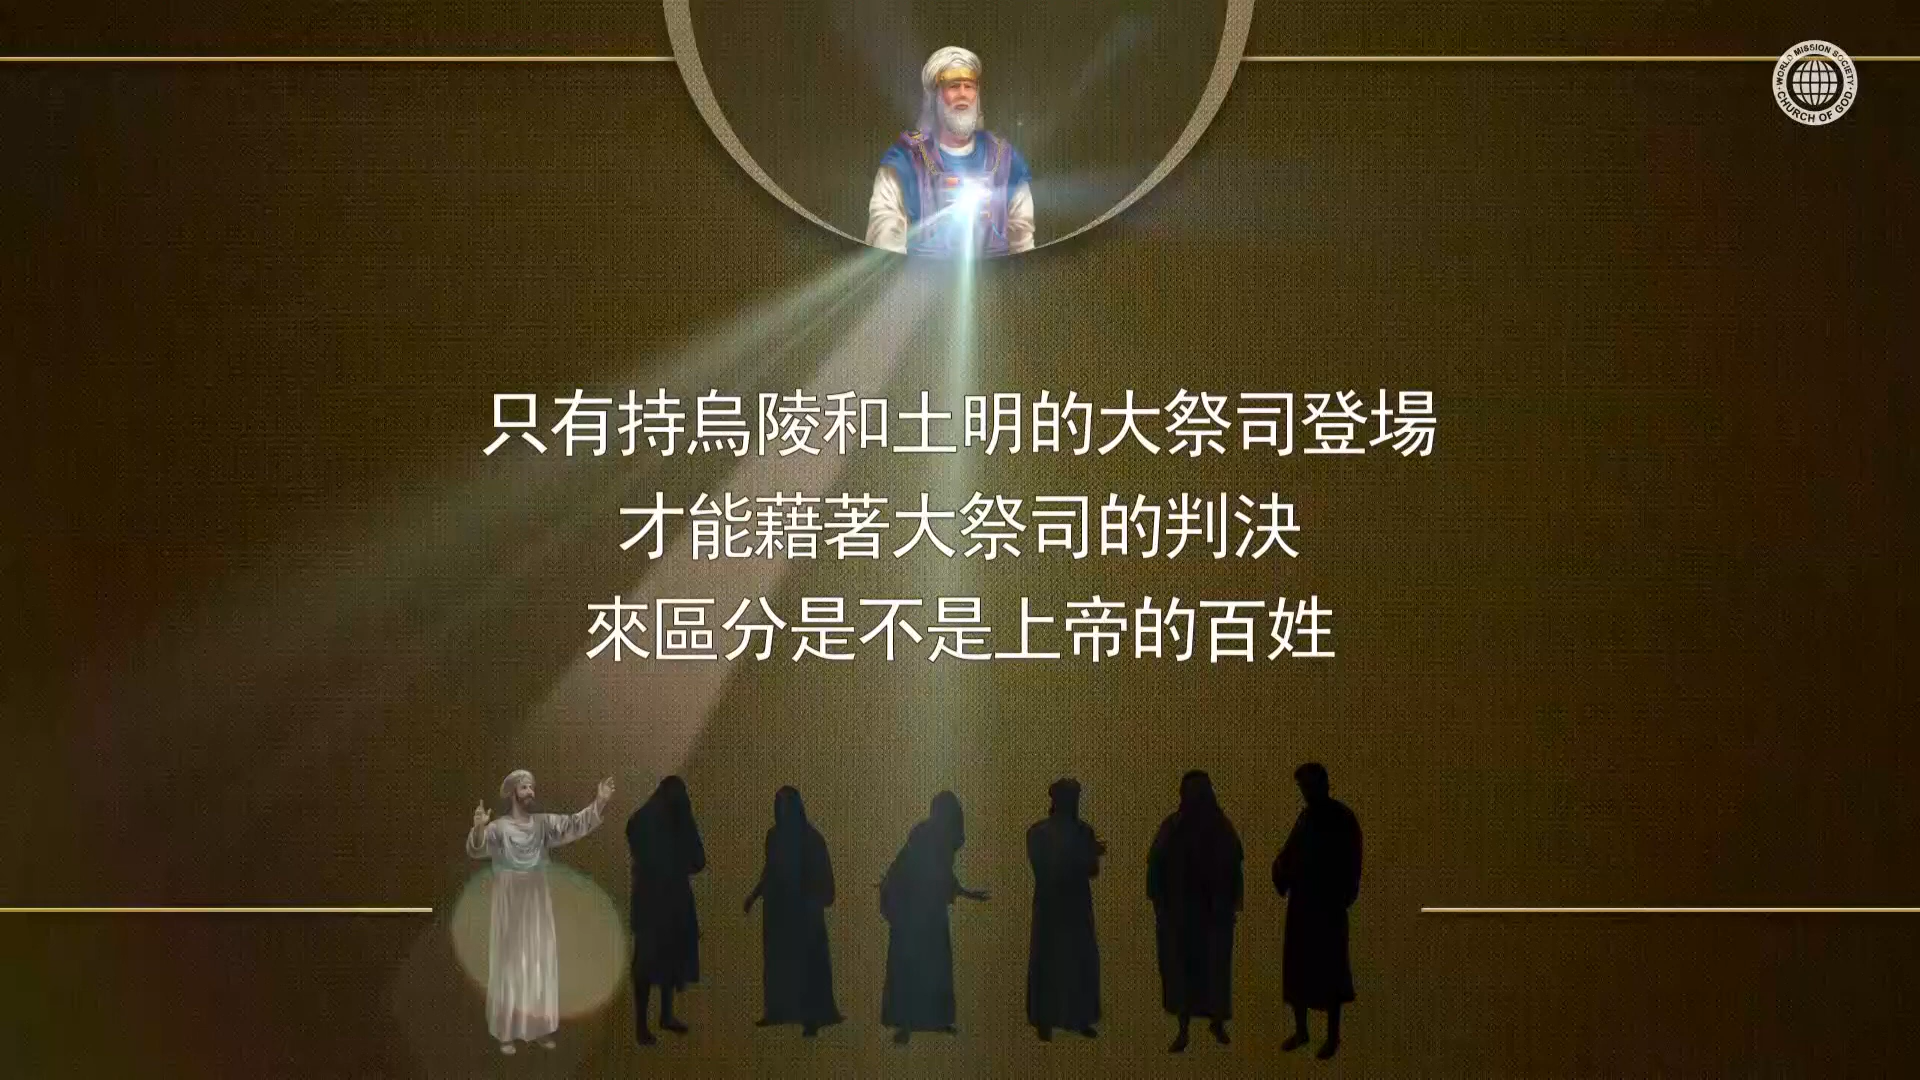 WORLD MISSION SOCIETY
CHURCH OF GOD
只有持烏陵和土明的大祭司登場
才能藉著大祭司的判決
來區分是不是上帝的百姓